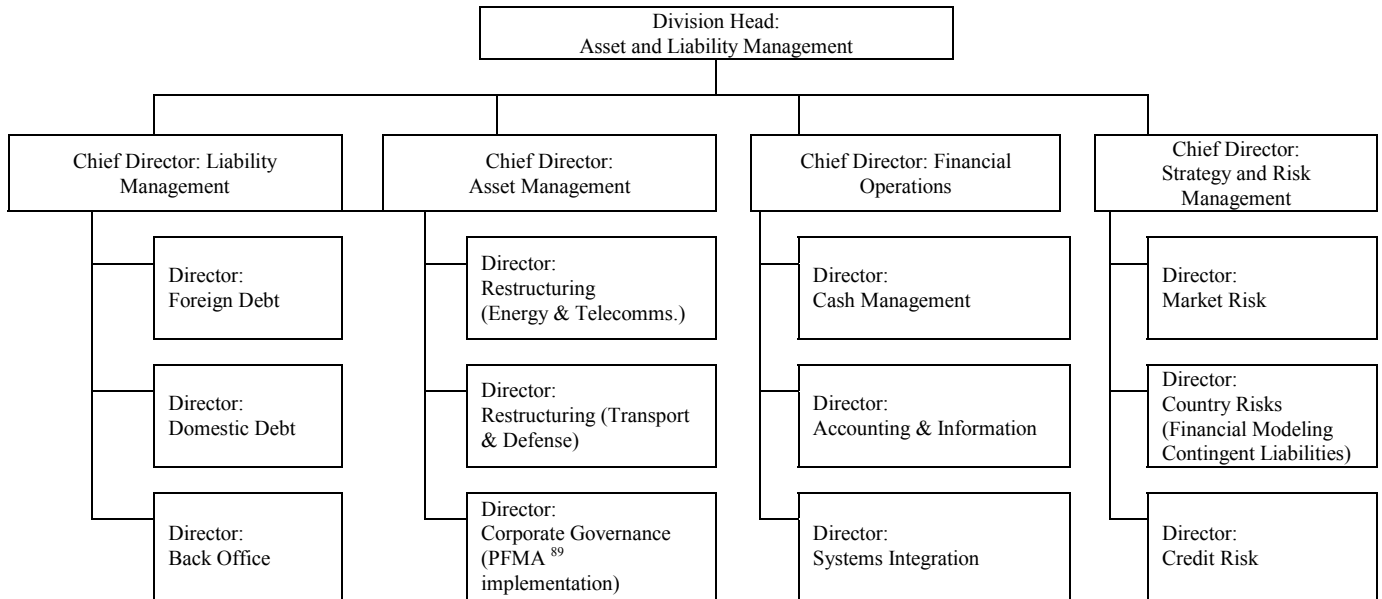 Division Head:
Asset and Liability Management
Chief Director: Liability
Management
Chief Director:
Asset Management
Chief Director: Financial
Operations
Chief Director:
Strategy and Risk
Management
Director:
Foreign Debt
Director:
Restructuring
(Energy & Telecomms.)
Director:
Cash Management
Director:
Market Risk
Director:
Domestic Debt
Director:
Restructuring (Transport
& Defense)
Director:
Accounting & Information
Director:
Country Risks
(Financial Modeling
Contingent Liabilities)
Director:
Back Office
Director:
Corporate Governance
(PFMA 89
implementation)
Director:
Systems Integration
Director:
Credit Risk